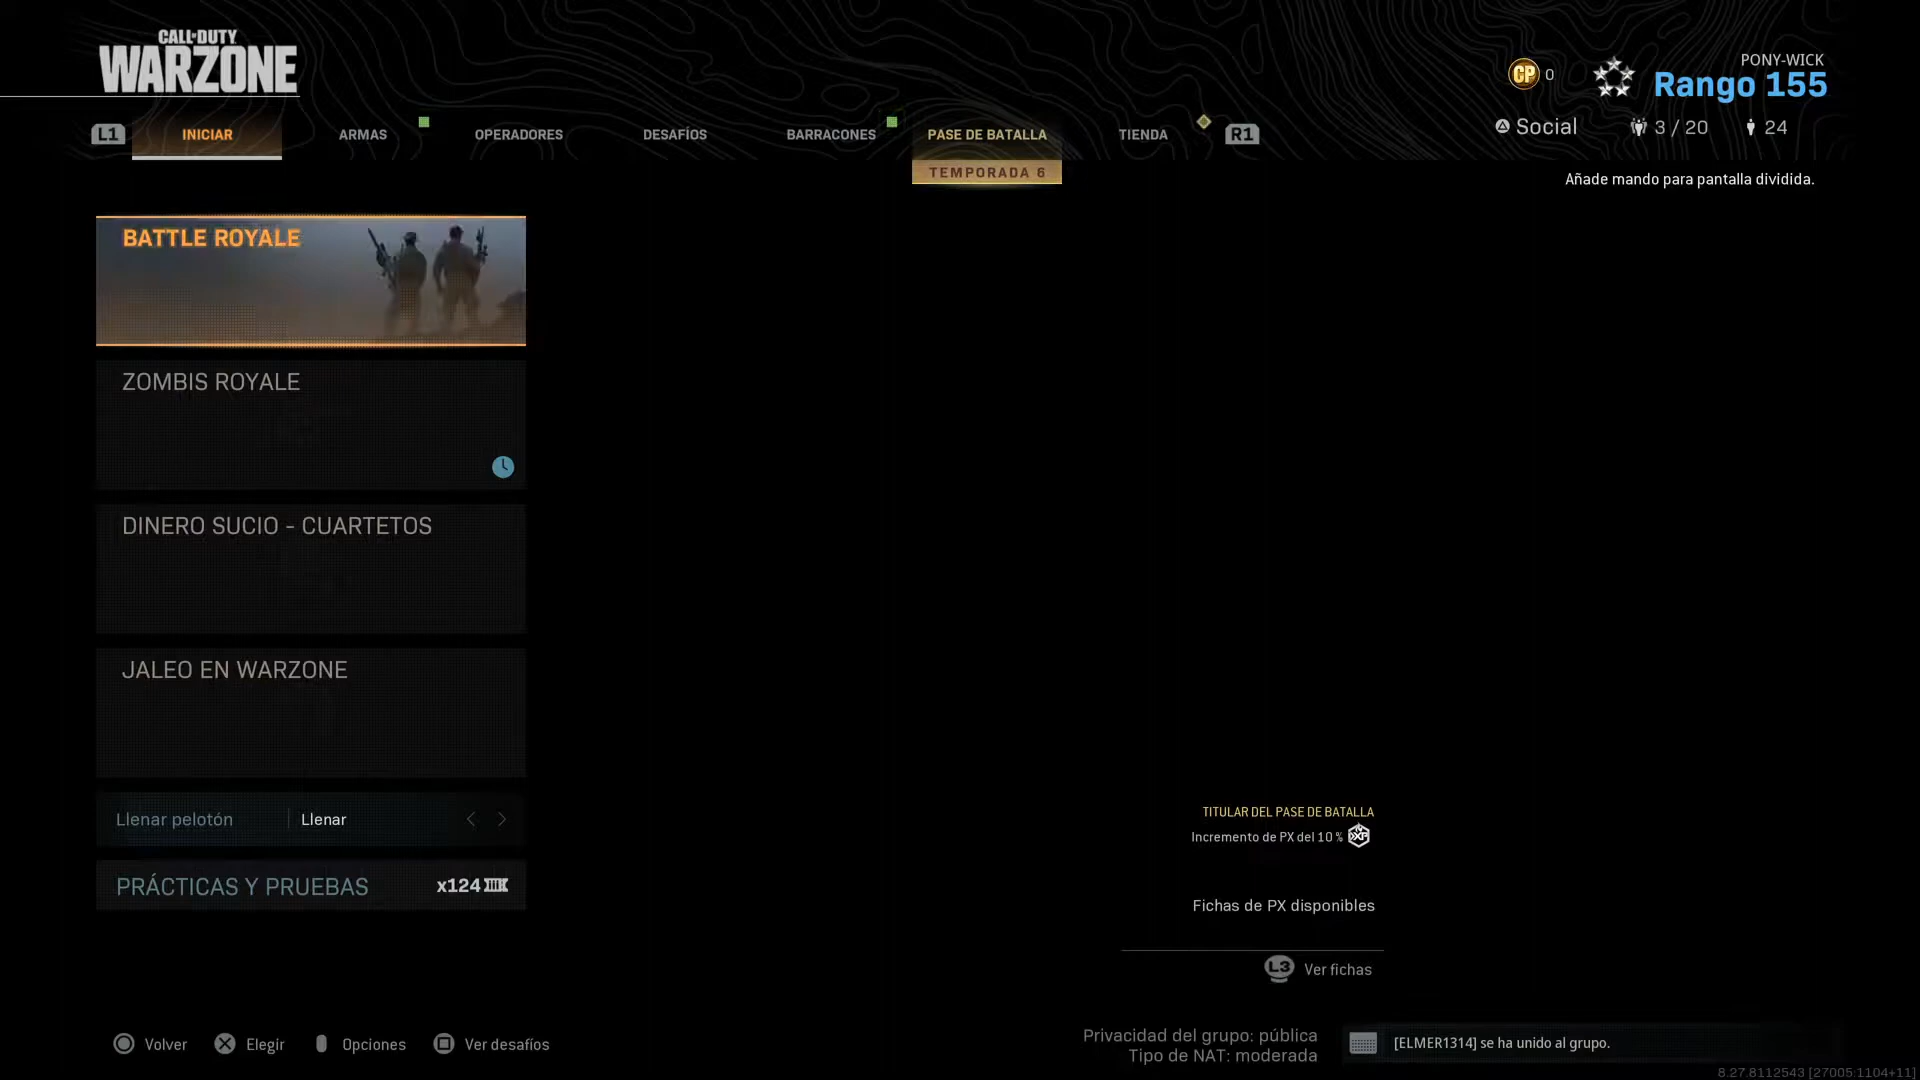 CALL OF DUTY
WARZONE
L1
INICIAR
ARMAS
OPERADORES
DESAFÍOS
BARRACONES
PASE DE BATALLA
TEMPORADA 6
TIENDA
R1
CP 0
PONY-WICK
Rango 155
Social
3 / 20
24
Añade mando para pantalla dividida.
BATTLE ROYALE
ZOMBIS ROYALE
DINERO SUCIO - CUARTETOS
JALEO EN WARZONE
Llenar pelotón
Llenar
PRÁCTICAS Y PRUEBAS
x124
TITULAR DEL PASE DE BATALLA
Incremento de PX del 10 %
Fichas de PX disponibles
L3 Ver fichas
Volver
Elegir
Opciones
Ver desafíos
Privacidad del grupo: pública
Tipo de NAT: moderada
[ELMER1314] se ha unido al grupo.
8.27.8112543 [27005:1104+11]